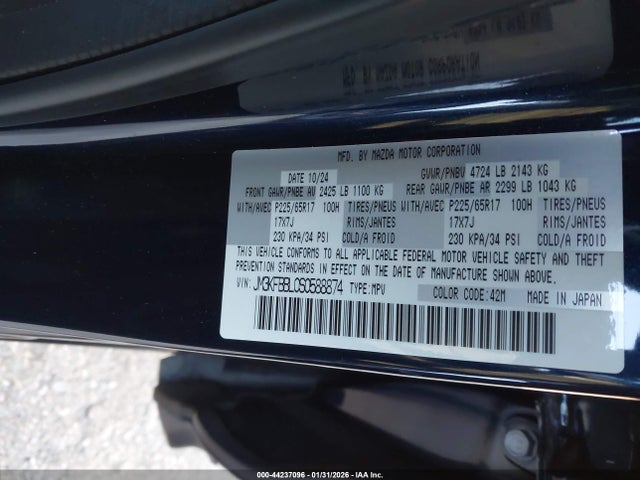 MFD. BY MAZDA MOTOR CORPORATION
DATE 10/24 GVWR/PNBV 4724 LB 2143 KG
FRONT GAWR/PNBE AV 2425 LB 1100 KG REAR GAWR/PNBE AR 2299 LB 1043 KG
WITH/AVEC P225/65R17 100H TIRES/PNEUS WITH/AVEC P225/65R17 100H TIRES/PNEUS
17X7J RIMS/JANTES 17X7J RIMS/JANTES
230 KPA/34 PSI COLD/A FROID 230 KPA/34 PSI COLD/A FROID
THIS VEHICLE CONFORMS TO ALL APPLICABLE FEDERAL MOTOR VEHICLE SAFETY AND THEFT
PREVENTION STANDARDS IN EFFECT ON THE DATE OF MANUFACTURE SHOWN ABOVE.
VIN: JM3KFBBL0S0588874 TYPE: MPV COLOR CODE: 42M MADE IN JAPAN
000-44237096 - 01/31/2026 - IAA Inc.